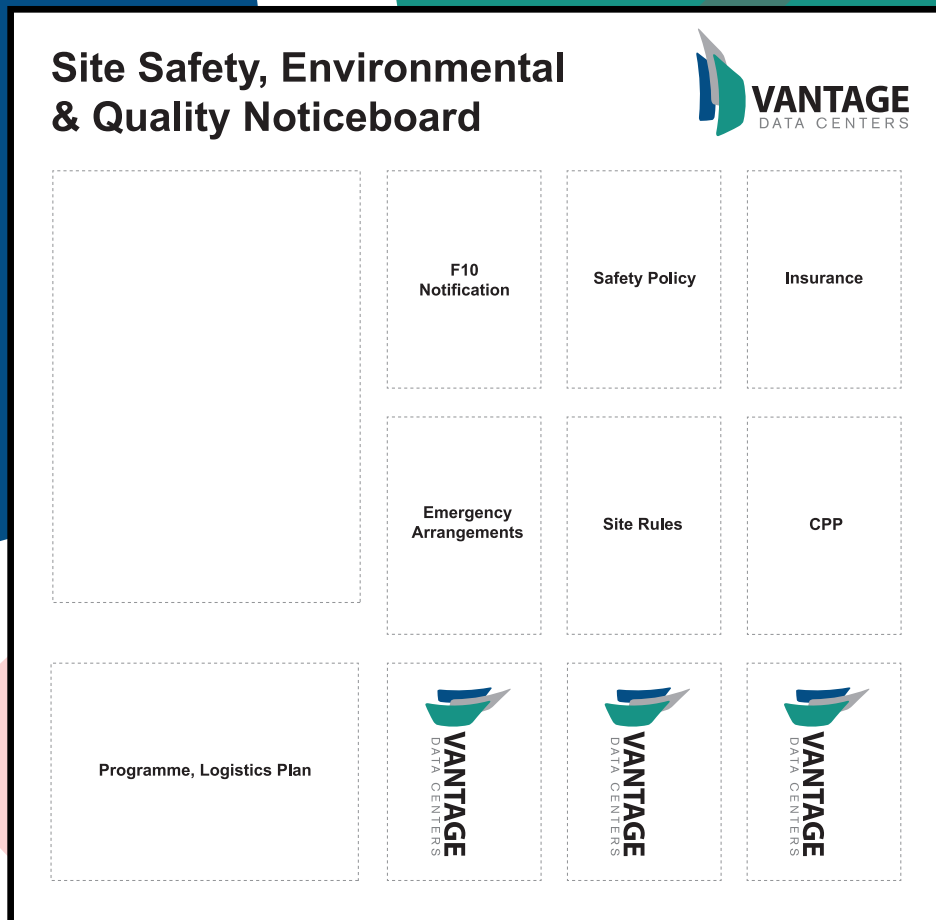 Site Safety, Environmental
& Quality Noticeboard
VANTAGE
DATA CENTERS
F10
Notification
Safety Policy
Insurance
Emergency
Arrangements
Site Rules
CPP
Programme, Logistics Plan
VANTAGE
DATA CENTERS
VANTAGE
DATA CENTERS
VANTAGE
DATA CENTERS